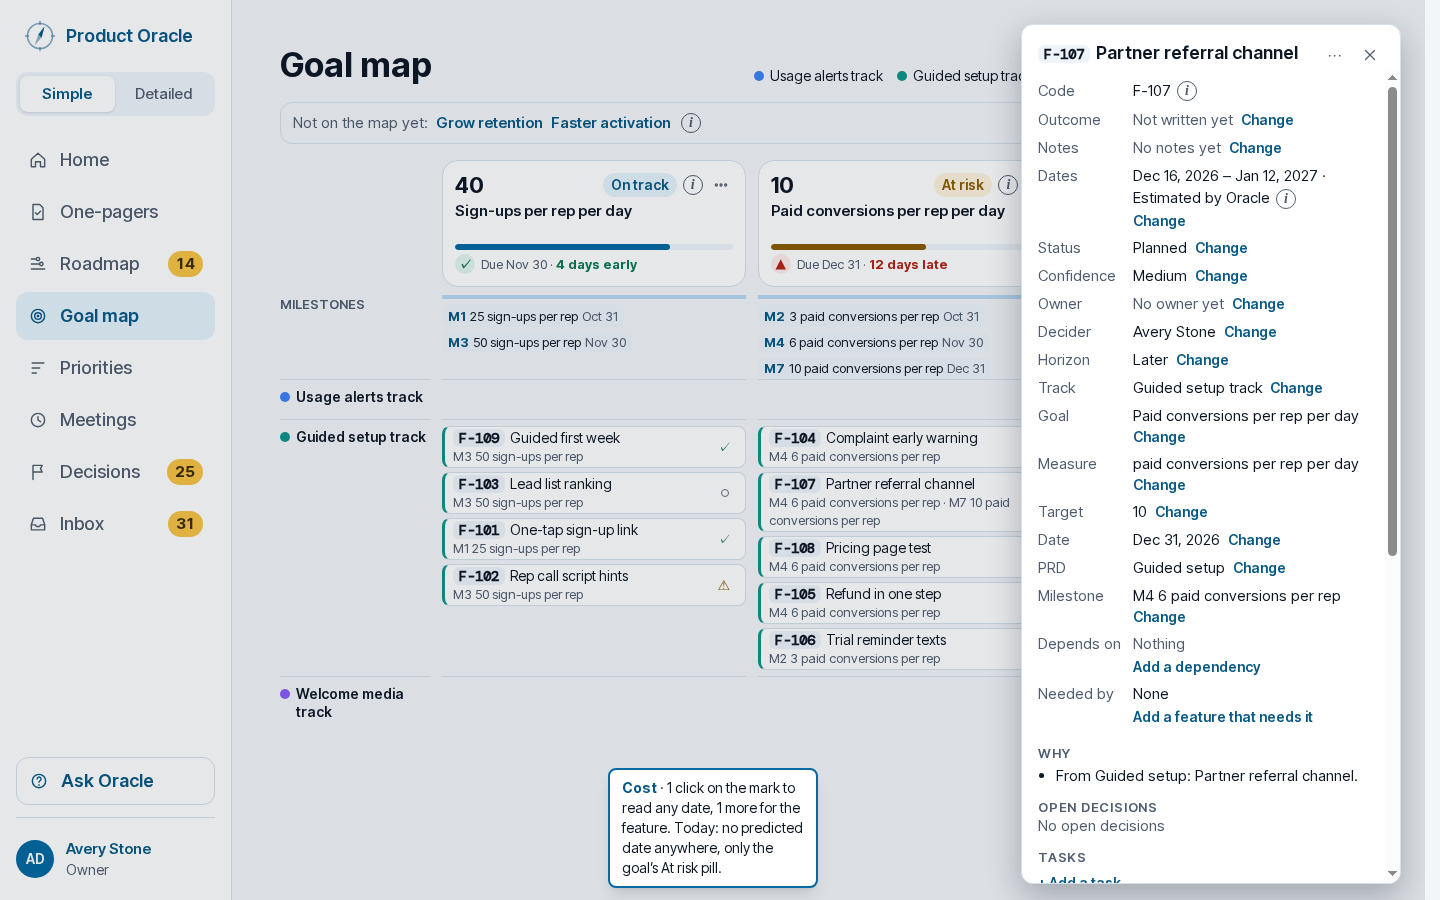 Product Oracle
Simple
Detailed
Home
One-pagers
Roadmap 14
Goal map
Priorities
Meetings
Decisions 25
Inbox 31
Ask Oracle
AD
Avery Stone
Owner
Goal map
Usage alerts track
Guided setup
Not on the map yet: Grow retention Faster activation i
40 On track i •••
Sign-ups per rep per day
✓ Due Nov 30 · 4 days early
10 At risk i
Paid conversions per rep per day
▲ Due Dec 31 · 12 days late
MILESTONES
M1 25 sign-ups per rep Oct 31
M3 50 sign-ups per rep Nov 30
M2 3 paid conversions per rep Oct 31
M4 6 paid conversions per rep Nov 30
M7 10 paid conversions per rep Dec 31
Usage alerts track
Guided setup track
F-109 Guided first week ✓
M3 50 sign-ups per rep
F-103 Lead list ranking ○
M3 50 sign-ups per rep
F-101 One-tap sign-up link ✓
M1 25 sign-ups per rep
F-102 Rep call script hints ⚠
M3 50 sign-ups per rep
F-104 Complaint early warning
M4 6 paid conversions per rep
F-107 Partner referral channel
M4 6 paid conversions per rep · M7 10 paid
conversions per rep
F-108 Pricing page test
M4 6 paid conversions per rep
F-105 Refund in one step
M4 6 paid conversions per rep
F-106 Trial reminder texts
M2 3 paid conversions per rep
Welcome media
track
Cost · 1 click on the mark to
read any date, 1 more for the
feature. Today: no predicted
date anywhere, only the
goal's At risk pill.
F-107 Partner referral channel ··· ×
Code F-107 i
Outcome Not written yet Change
Notes No notes yet Change
Dates Dec 16, 2026 – Jan 12, 2027 ·
Estimated by Oracle i
Change
Status Planned Change
Confidence Medium Change
Owner No owner yet Change
Decider Avery Stone Change
Horizon Later Change
Track Guided setup track Change
Goal Paid conversions per rep per day
Change
Measure paid conversions per rep per day
Change
Target 10 Change
Date Dec 31, 2026 Change
PRD Guided setup Change
Milestone M4 6 paid conversions per rep
Change
Depends on Nothing
Add a dependency
Needed by None
Add a feature that needs it
WHY
• From Guided setup: Partner referral channel.
OPEN DECISIONS
No open decisions
TASKS
+ Add a task